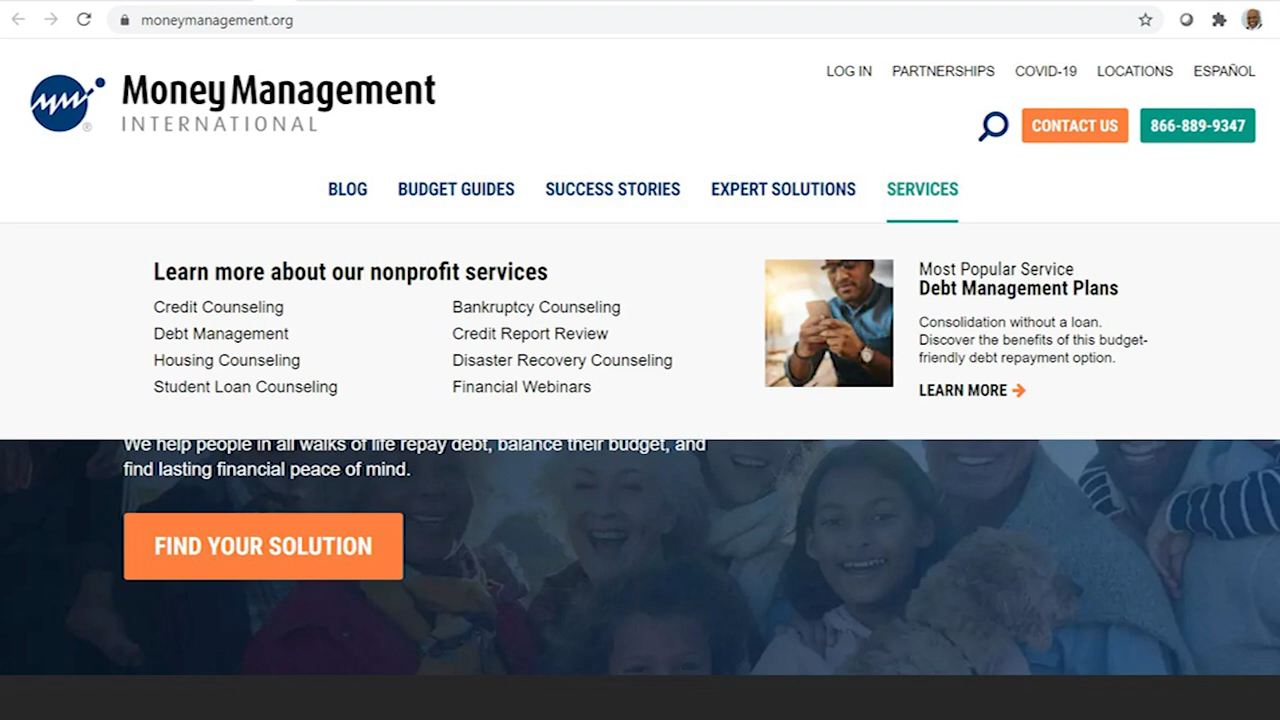 moneymanagement.org
Money Management
INTERNATIONAL
®
LOG IN PARTNERSHIPS COVID-19 LOCATIONS ESPAÑOL
CONTACT US 866-889-9347
BLOG BUDGET GUIDES SUCCESS STORIES EXPERT SOLUTIONS SERVICES
Learn more about our nonprofit services
Credit Counseling
Debt Management
Housing Counseling
Student Loan Counseling
Bankruptcy Counseling
Credit Report Review
Disaster Recovery Counseling
Financial Webinars
Most Popular Service
Debt Management Plans
Consolidation without a loan.
Discover the benefits of this budget-
friendly debt repayment option.
LEARN MORE
We help people in all walks of life repay debt, balance their budget, and
find lasting financial peace of mind.
FIND YOUR SOLUTION